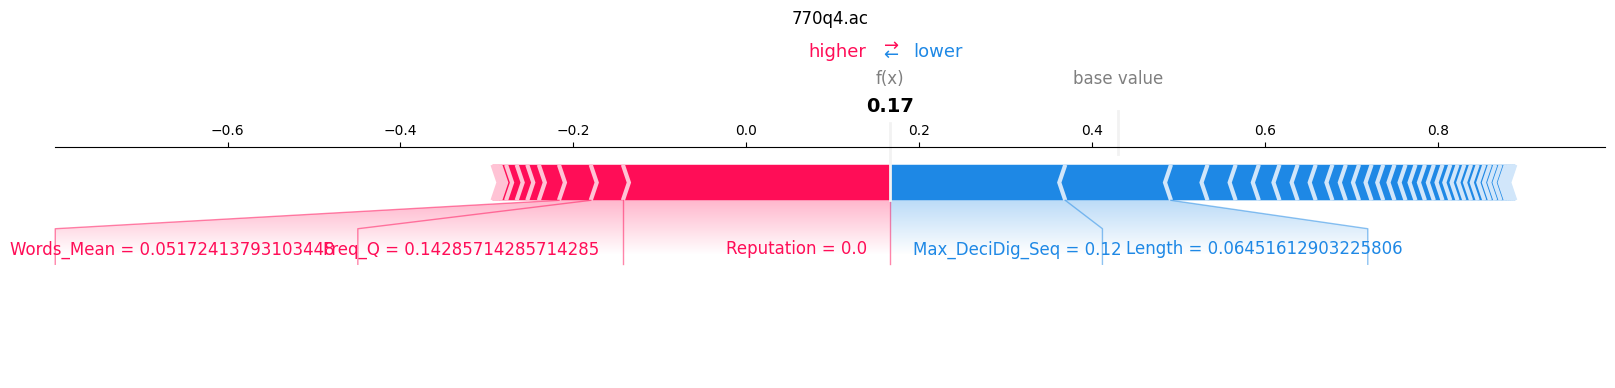 770q4.ac
higher ⇄ lower
f(x) base value
0.17
−0.6 −0.4 −0.2 0.0 0.2 0.4 0.6 0.8
Words_Mean = 0.05172413793103448 Freq_Q = 0.14285714285714285 Reputation = 0.0 Max_DeciDig_Seq = 0.12 Length = 0.06451612903225806